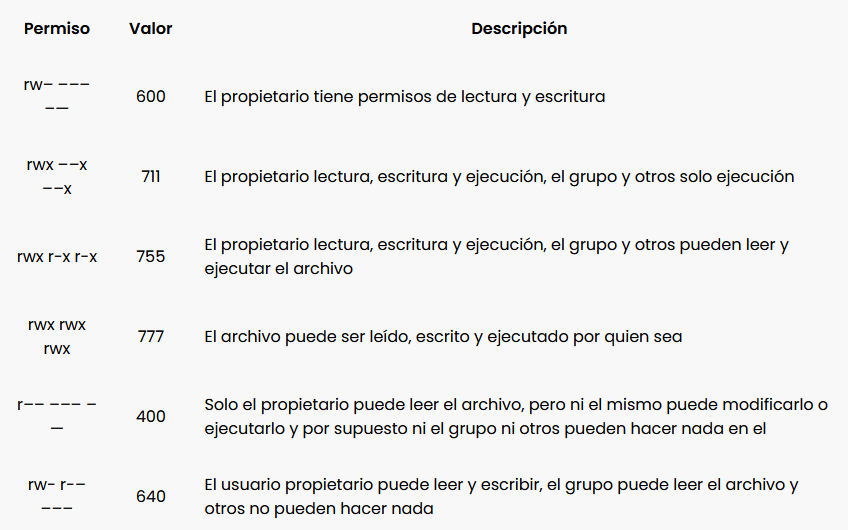 Permiso Valor Descripción
rw– –––
–— 600 El propietario tiene permisos de lectura y escritura
rwx ––x
––x 711 El propietario lectura, escritura y ejecución, el grupo y otros solo ejecución
rwx r-x r-x 755 El propietario lectura, escritura y ejecución, el grupo y otros pueden leer y
ejecutar el archivo
rwx rwx
rwx 777 El archivo puede ser leído, escrito y ejecutado por quien sea
r–– ––– –
— 400 Solo el propietario puede leer el archivo, pero ni el mismo puede modificarlo o
ejecutarlo y por supuesto ni el grupo ni otros pueden hacer nada en el
rw- r-–
–-– 640 El usuario propietario puede leer y escribir, el grupo puede leer el archivo y
otros no pueden hacer nada